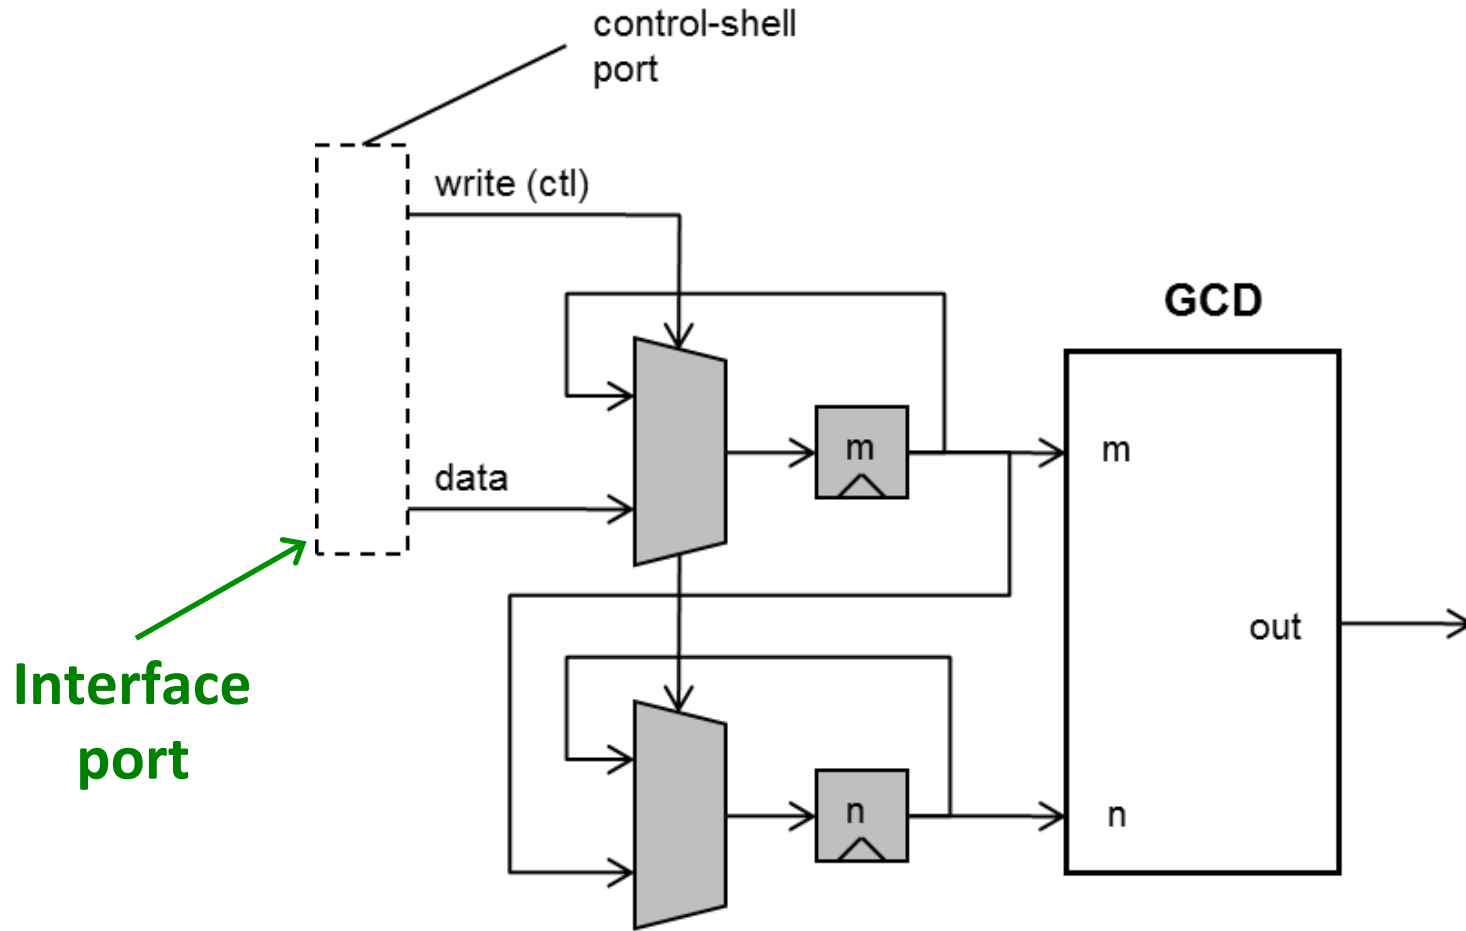 control-shell
port
write (ctl)
GCD
m
m
data
out
Interface
port
n
n